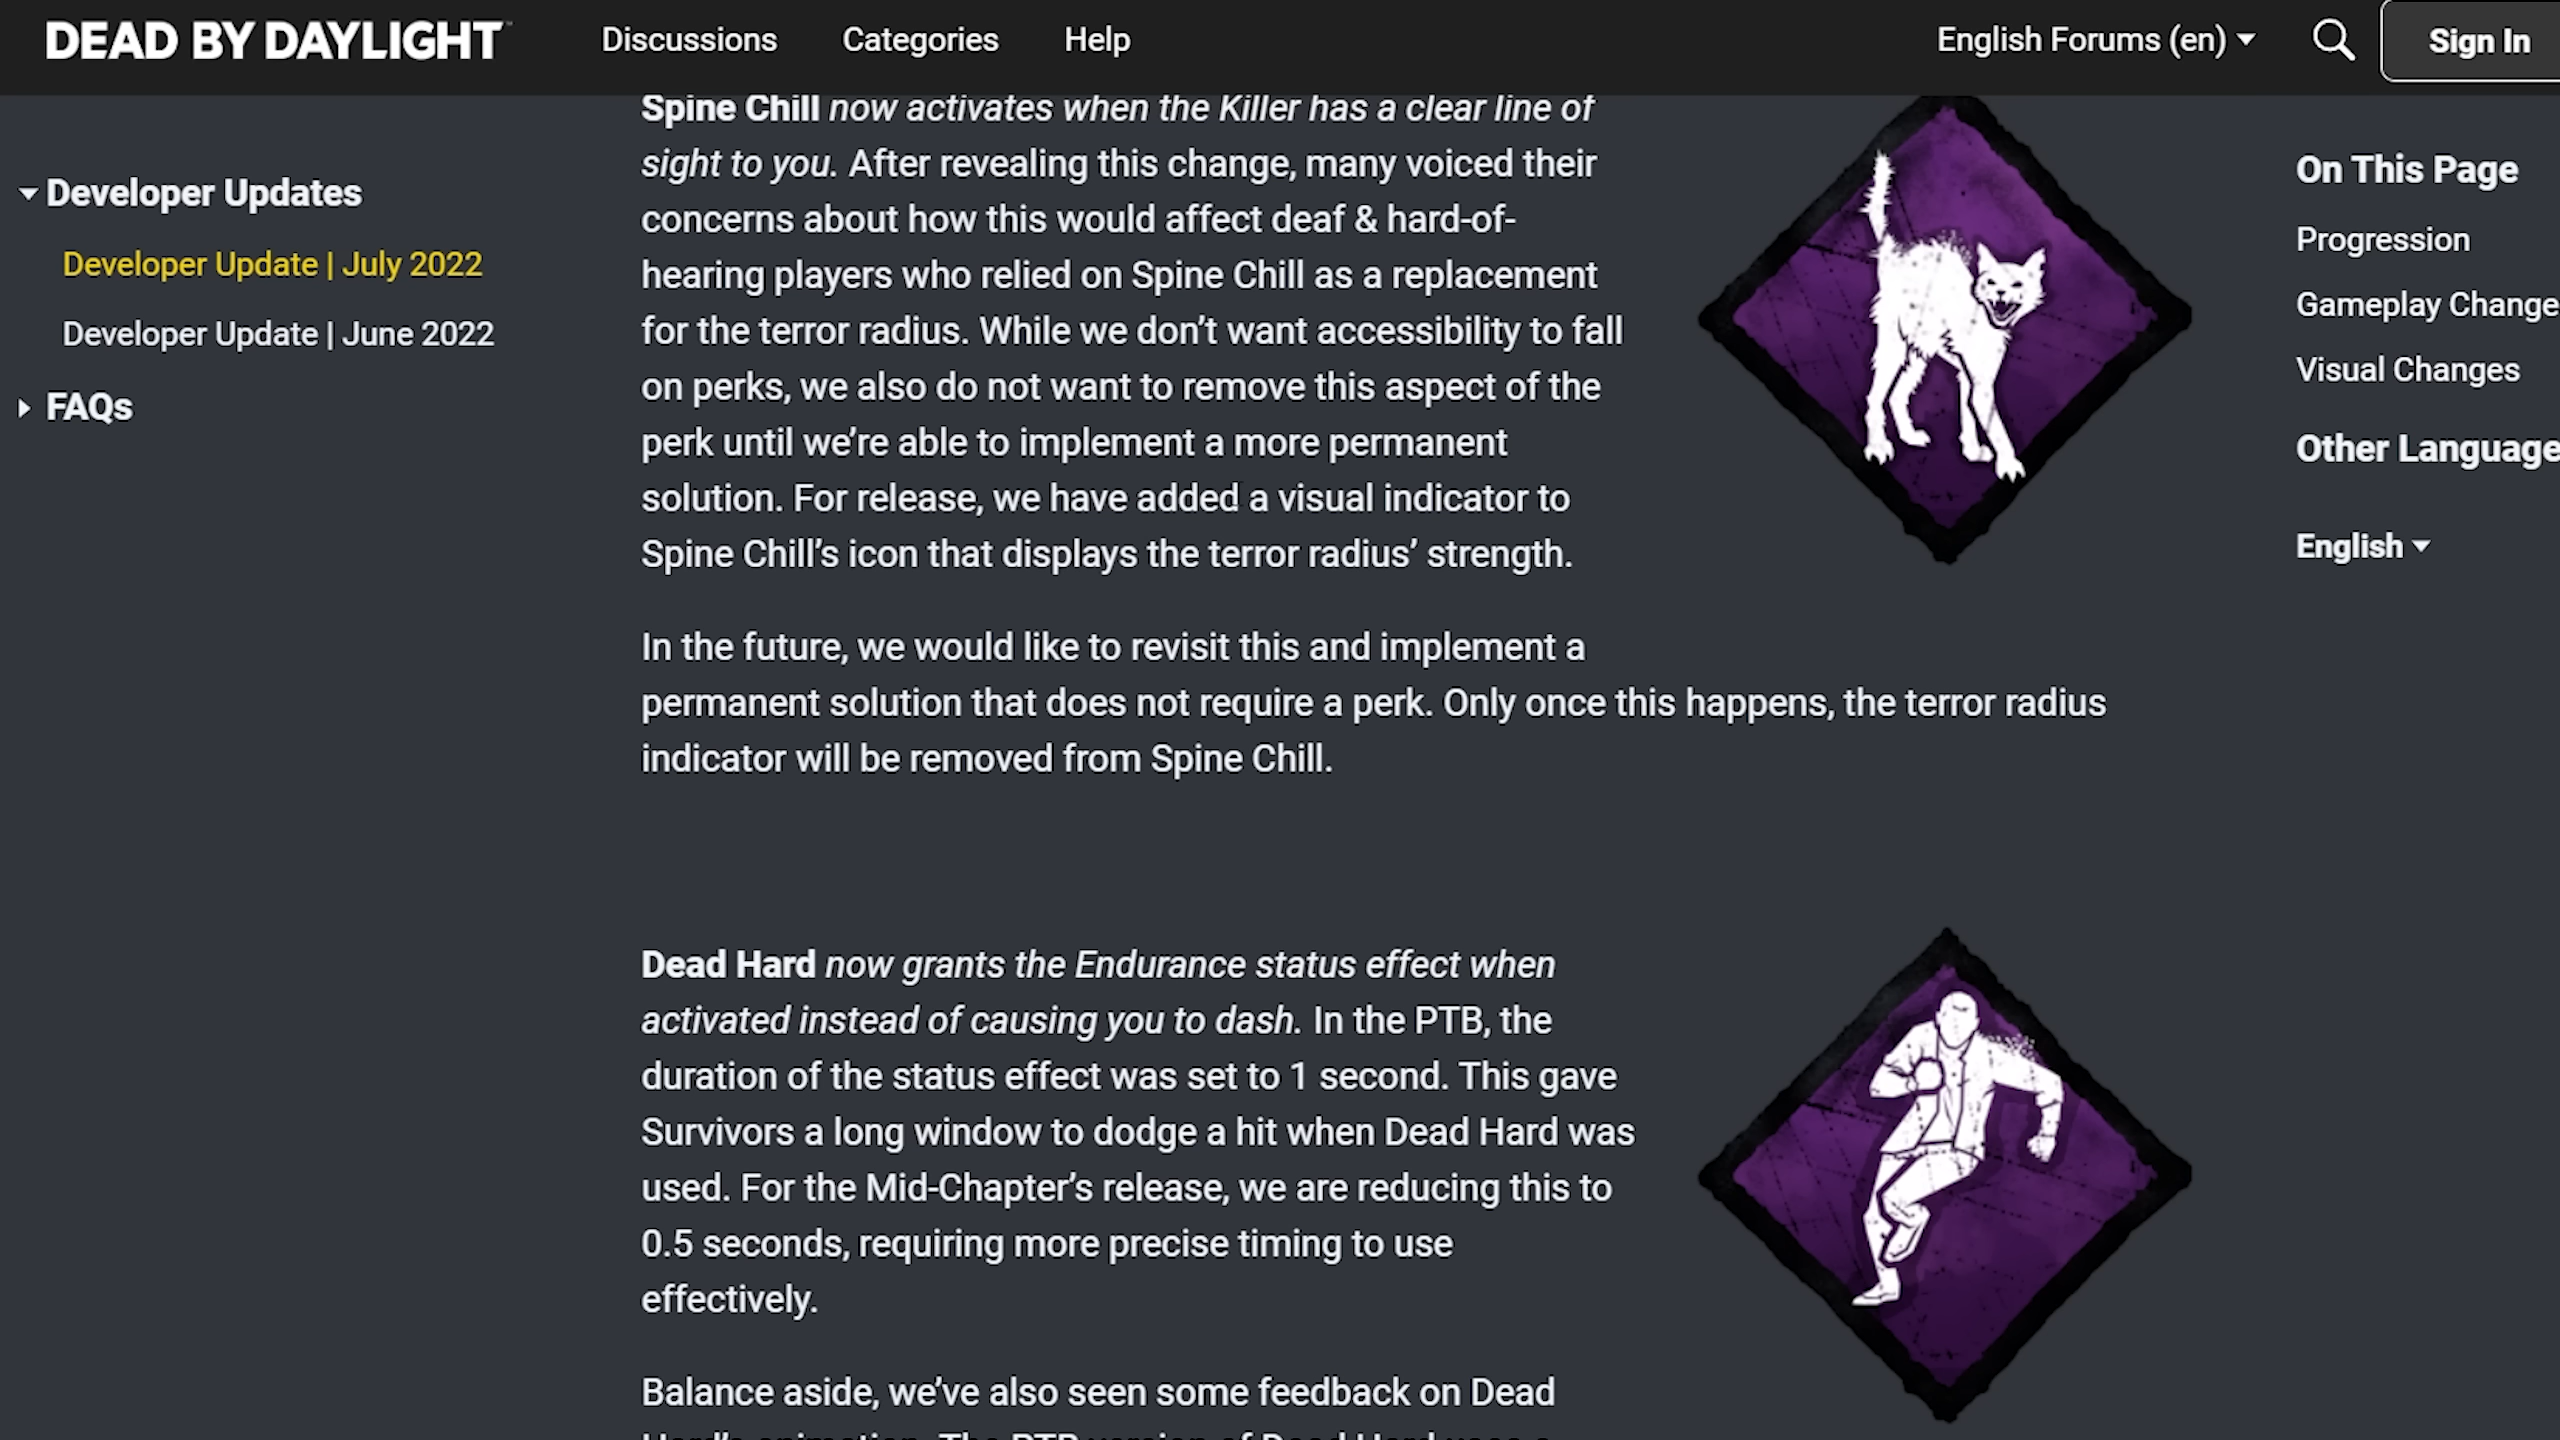 DEAD BY DAYLIGHT™
Discussions
Categories
Help
English Forums (en)
Sign In
Developer Updates
Developer Update | July 2022
Developer Update | June 2022
FAQs
Spine Chill now activates when the Killer has a clear line of
sight to you. After revealing this change, many voiced their
concerns about how this would affect deaf & hard-of-
hearing players who relied on Spine Chill as a replacement
for the terror radius. While we don’t want accessibility to fall
on perks, we also do not want to remove this aspect of the
perk until we’re able to implement a more permanent
solution. For release, we have added a visual indicator to
Spine Chill’s icon that displays the terror radius’ strength.
In the future, we would like to revisit this and implement a
permanent solution that does not require a perk. Only once this happens, the terror radius
indicator will be removed from Spine Chill.
Dead Hard now grants the Endurance status effect when
activated instead of causing you to dash. In the PTB, the
duration of the status effect was set to 1 second. This gave
Survivors a long window to dodge a hit when Dead Hard was
used. For the Mid-Chapter’s release, we are reducing this to
0.5 seconds, requiring more precise timing to use
effectively.
Balance aside, we’ve also seen some feedback on Dead
Hard’s animation. The PTB version of Dead Hard uses a
On This Page
Progression
Gameplay Change
Visual Changes
Other Language
English